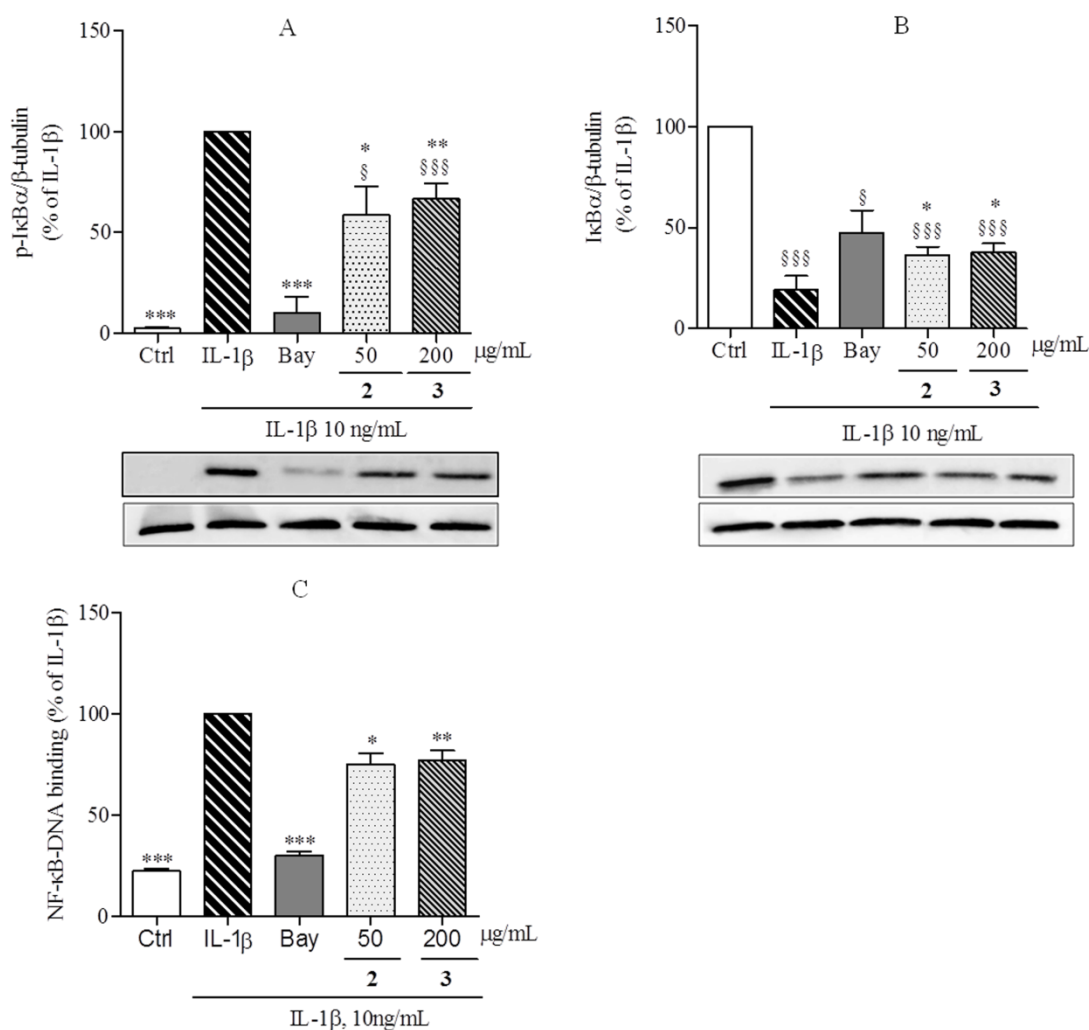 A
p-IκBα/β-tubulin
(% of IL-1β)
150
100
50
0
***
***
*
§
**
§§§
Ctrl IL-1β Bay 50 200 μg/mL
2 3
IL-1β 10 ng/mL
B
IκBα/β-tubulin
(% of IL-1β)
150
100
50
0
§§§
§
*
§§§
*
§§§
Ctrl IL-1β Bay 50 200 μg/mL
2 3
IL-1β 10 ng/mL
C
NF-κB-DNA binding (% of IL-1β)
150
100
50
0
***
***
*
**
Ctrl IL-1β Bay 50 200 μg/mL
2 3
IL-1β, 10ng/mL